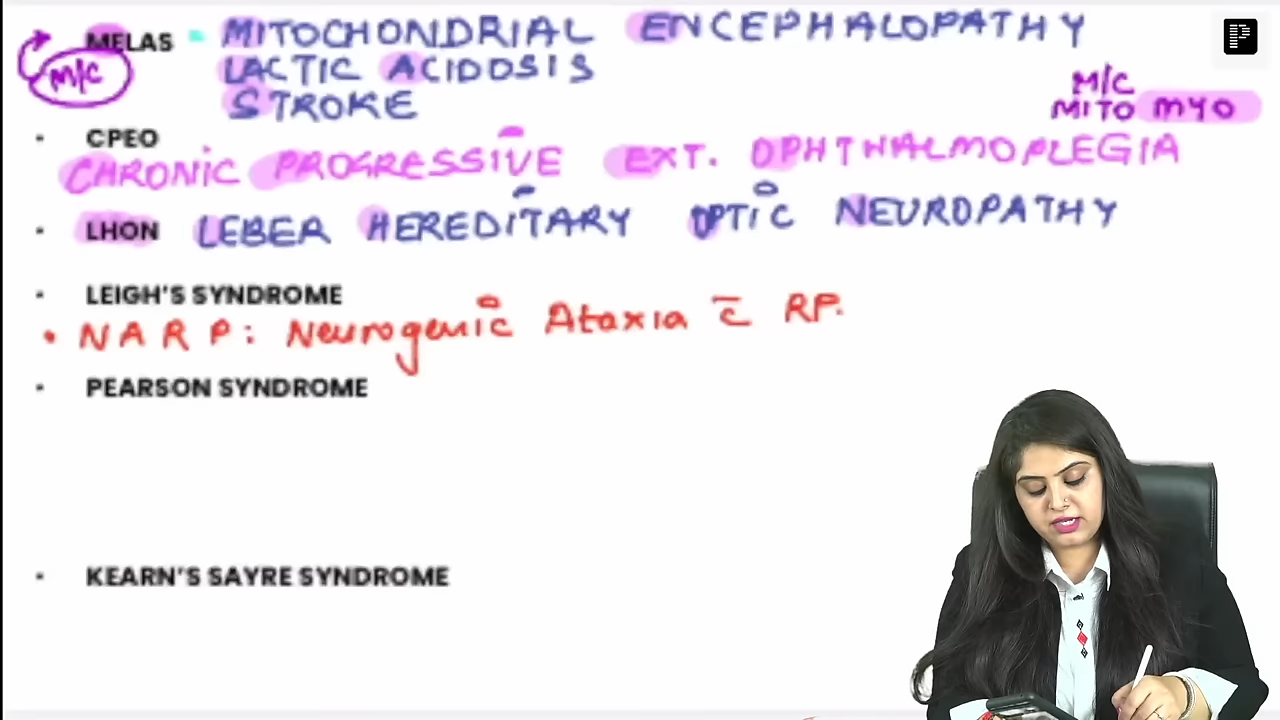 MELAS - MITOCHONDRIAL ENCEPHALOPATHY
M/C LACTIC ACIDOSIS
STROKE
M/C
MITO MYO
• CPEO
CHRONIC PROGRESSIVE EXT. OPHTHALMOPLEGIA
• LHON LEBER HEREDITARY OPTIC NEUROPATHY
• LEIGH'S SYNDROME
• NARP: Neurogenic Ataxia c̄ RP.
• PEARSON SYNDROME
• KEARN'S SAYRE SYNDROME
P